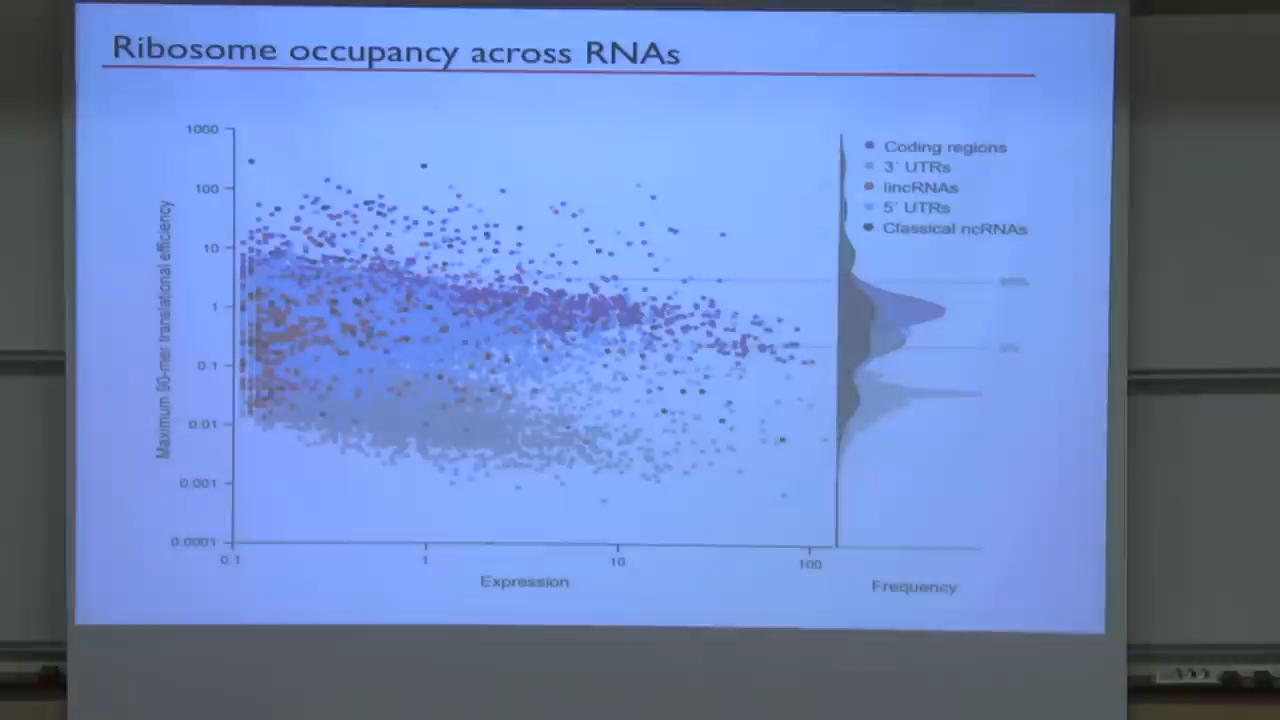 Ribosome occupancy across RNAs
1000
100
10
1
0.1
0.01
0.001
0.0001
Maximum 90-mer translational efficiency
0.1
1
10
100
Expression
Coding regions
3' UTRs
lincRNAs
5' UTRs
Classical ncRNAs
Frequency